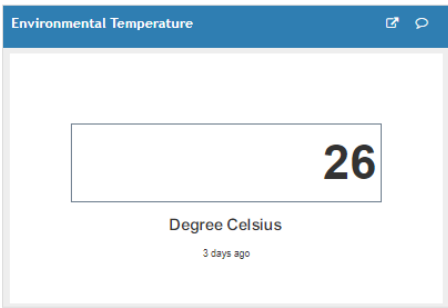 Environmental Temperature
26
Degree Celsius
3 days ago